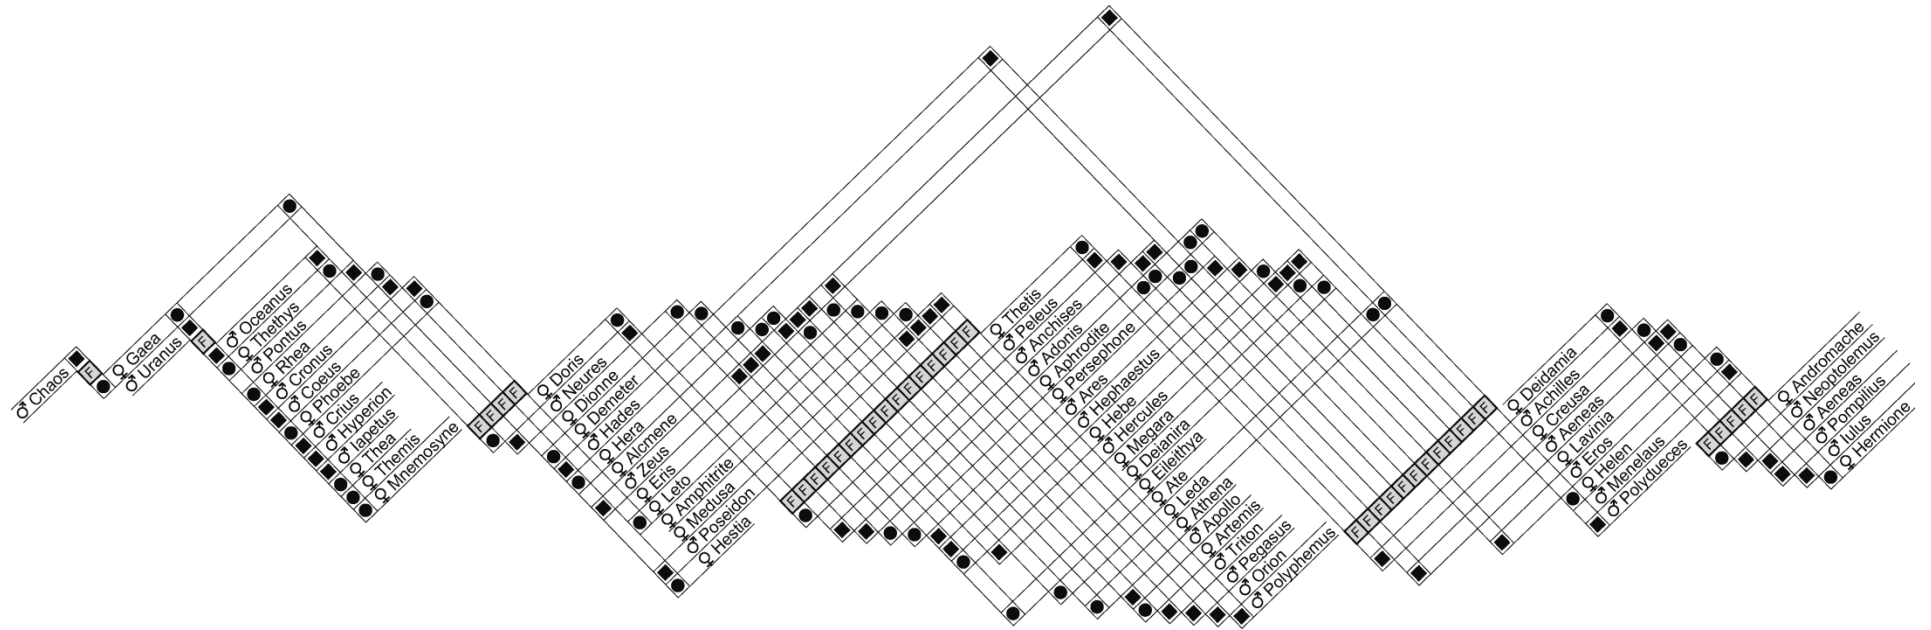 ♂ Chaos
F
♀ Gaea
♂ Uranus
F
♂ Oceanus
♀ Thethys
♂ Pontus
♀ Rhea
♂ Cronus
♂ Coeus
♀ Phoebe
♂ Crius
♂ Hyperion
♂ Iapetus
♀ Thea
♀ Themis
♀ Mnemosyne
F F F F
♀ Doris
♂ Neures
♀ Dionne
♀ Demeter
♂ Hades
♀ Hera
♀ Alcmene
♂ Zeus
♀ Eris
♀ Leto
♀ Amphitrite
♀ Medusa
♂ Poseidon
♀ Hestia
F F F F F F F F F F F F F F F F
♀ Thetis
♂ Peleus
♂ Anchises
♂ Adonis
♀ Aphrodite
♀ Persephone
♂ Ares
♂ Hephaestus
♀ Hebe
♂ Hercules
♀ Megara
♀ Deianira
♀ Eileithya
♀ Ate
♀ Leda
♀ Athena
♂ Apollo
♀ Artemis
♂ Triton
♂ Pegasus
♂ Orion
♂ Polyphemus
F F F F F F F F F F F F
♀ Deidamia
♂ Achilles
♀ Creusa
♂ Aeneas
♀ Lavinia
♂ Eros
♀ Helen
♂ Menelaus
♂ Polydueces
F F F F F
♀ Andromache
♂ Neoptolemus
♂ Aeneas
♂ Pompilius
♂ Iulus
♀ Hermione